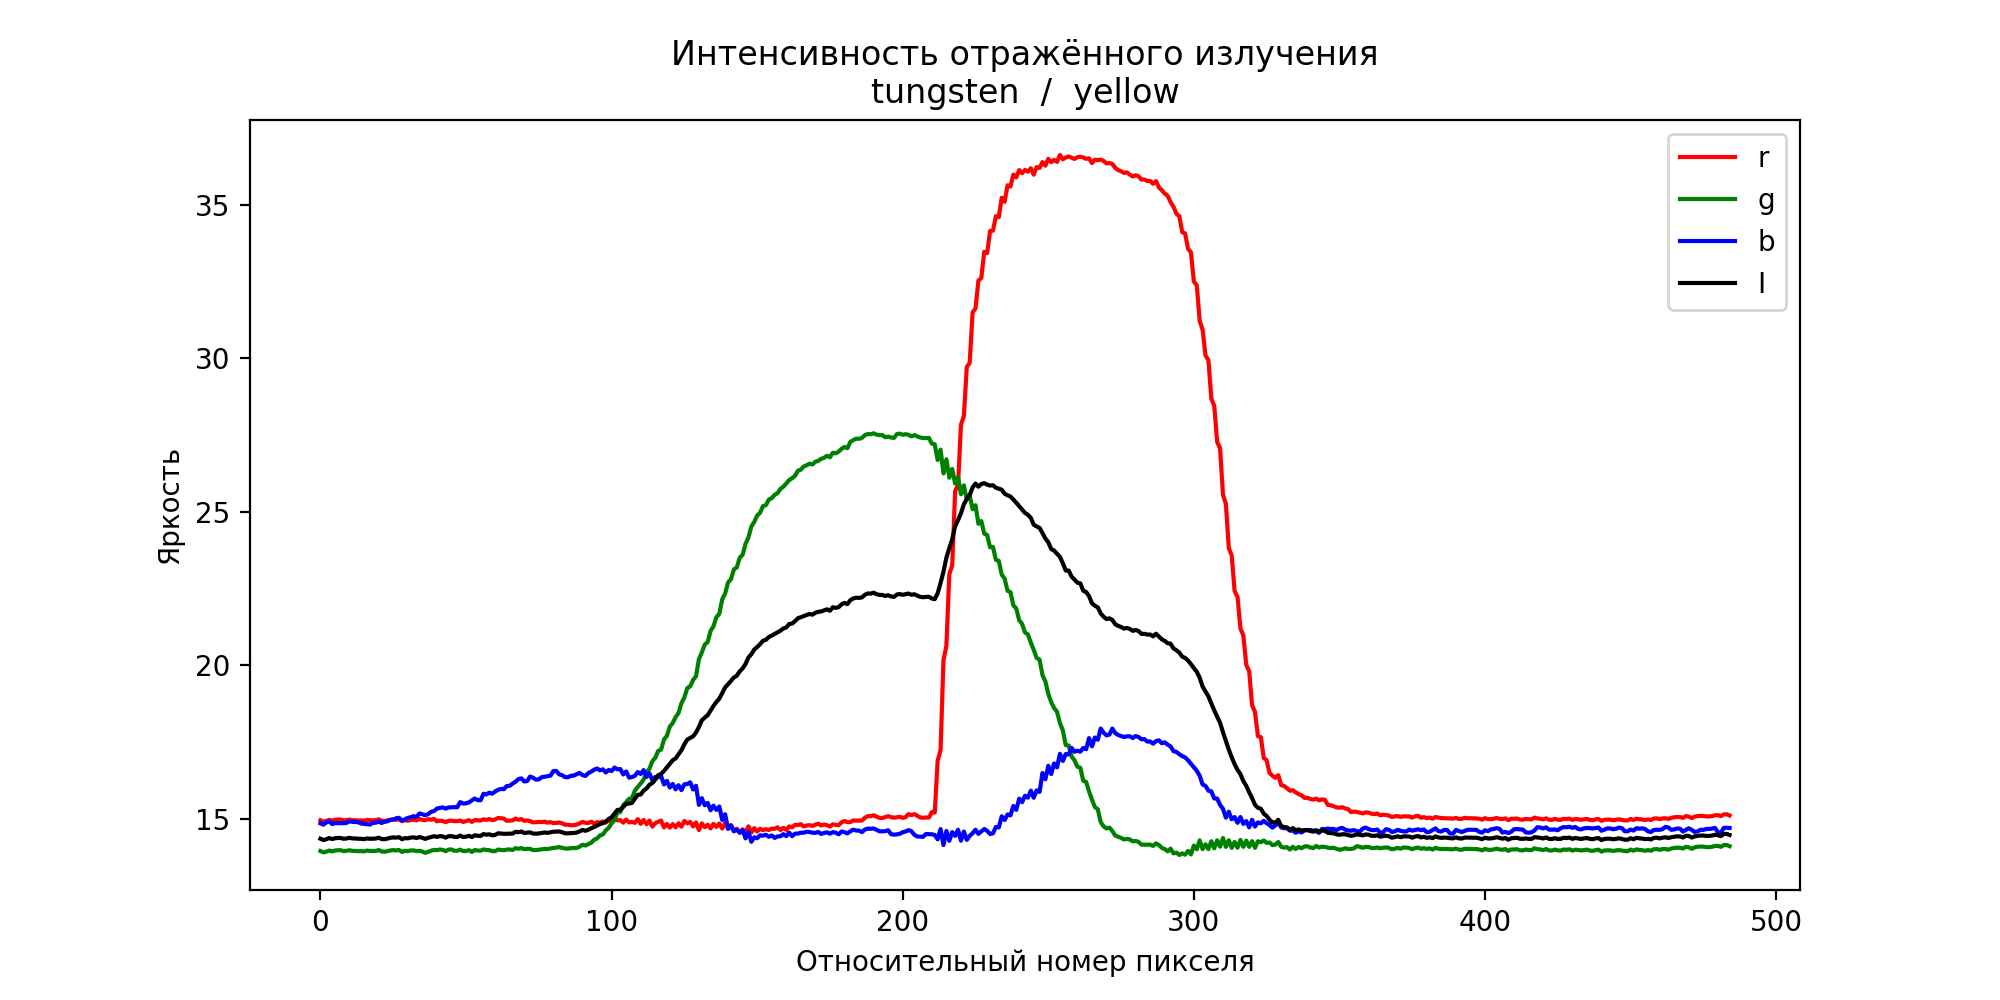 Интенсивность отражённого излучения
tungsten / yellow
r
g
b
l
35
30
25
20
15
Яркость
0
100
200
300
400
500
Относительный номер пикселя